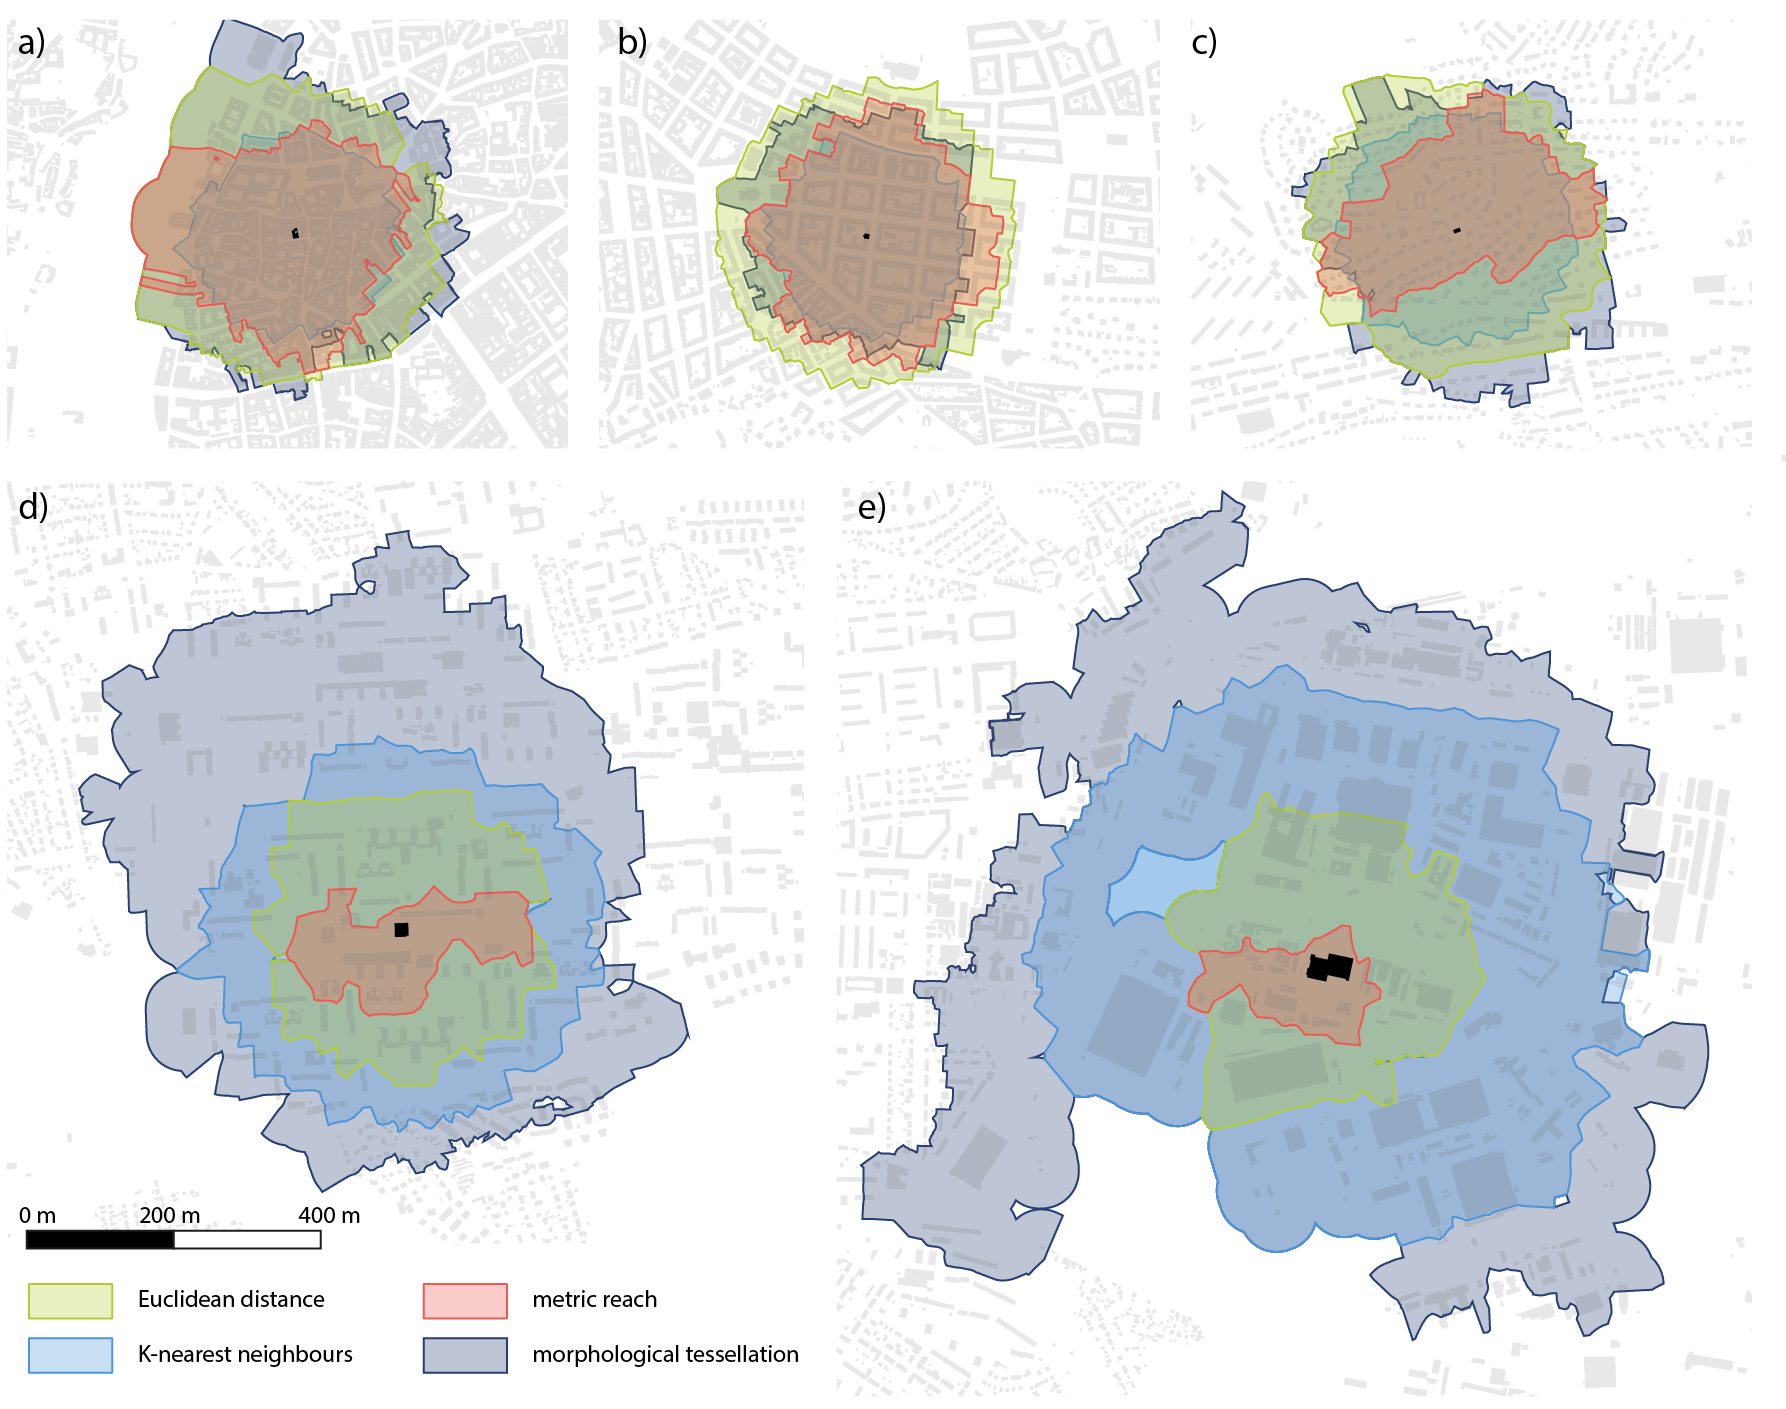 a)
b)
c)
d)
e)
0 m 200 m 400 m
Euclidean distance
metric reach
K-nearest neighbours
morphological tessellation